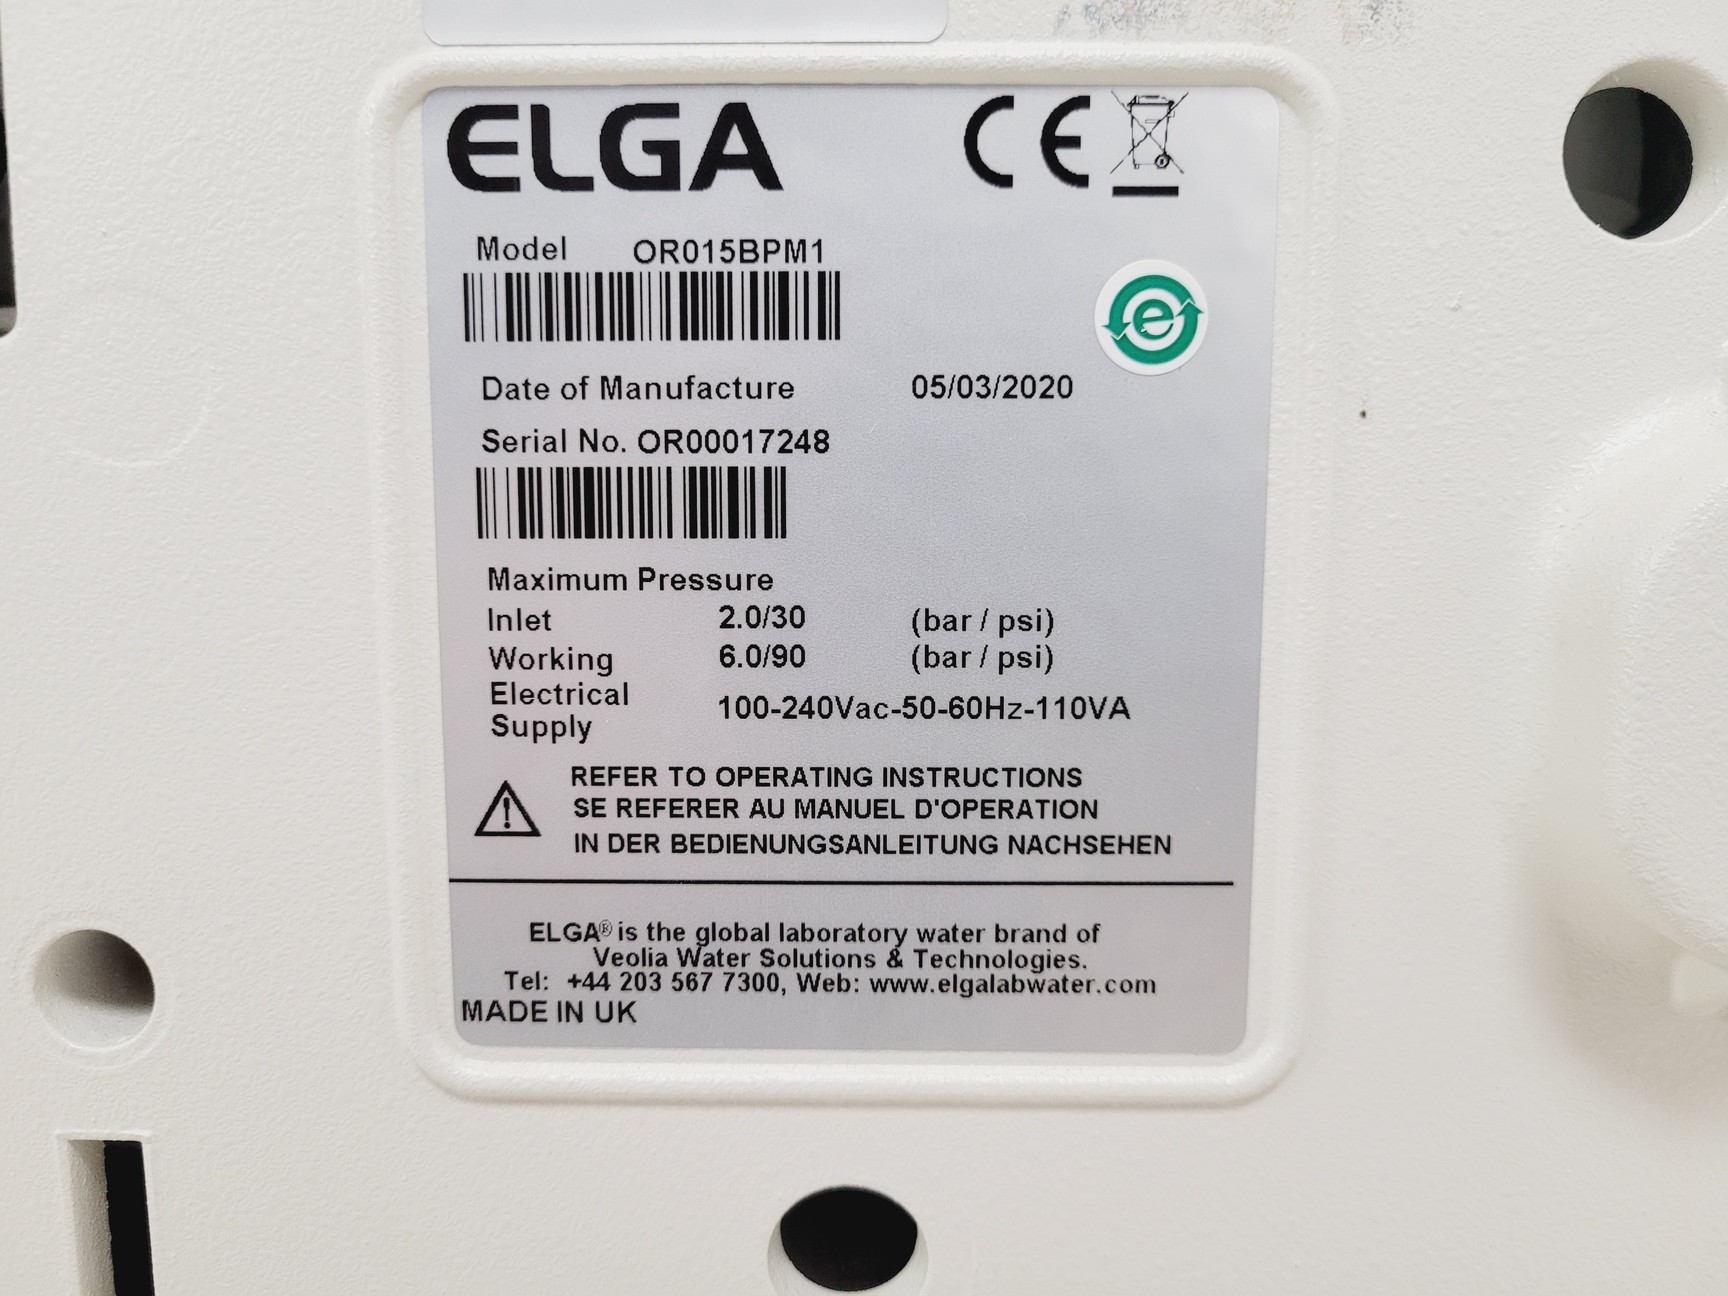 ELGA CE
Model OR015BPM1
e
Date of Manufacture 05/03/2020
Serial No. OR00017248
Maximum Pressure
Inlet 2.0/30 (bar / psi)
Working 6.0/90 (bar / psi)
Electrical
Supply 100-240Vac-50-60Hz-110VA
REFER TO OPERATING INSTRUCTIONS
SE REFERER AU MANUEL D'OPERATION
IN DER BEDIENUNGSANLEITUNG NACHSEHEN
ELGA® is the global laboratory water brand of
Veolia Water Solutions & Technologies.
Tel: +44 203 567 7300, Web: www.elgalabwater.com
MADE IN UK